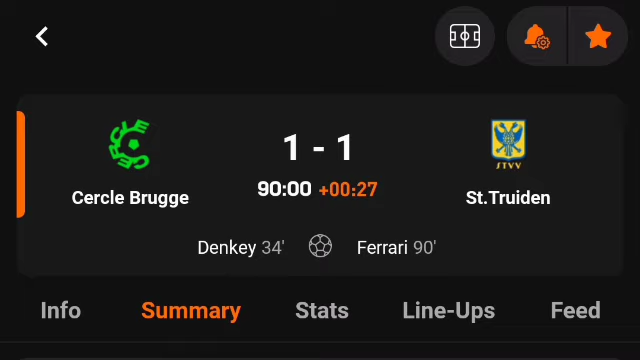 1 - 1
90:00 +00:27
Cercle Brugge
St.Truiden
STVV
Denkey 34' Ferrari 90'
Info Summary Stats Line-Ups Feed